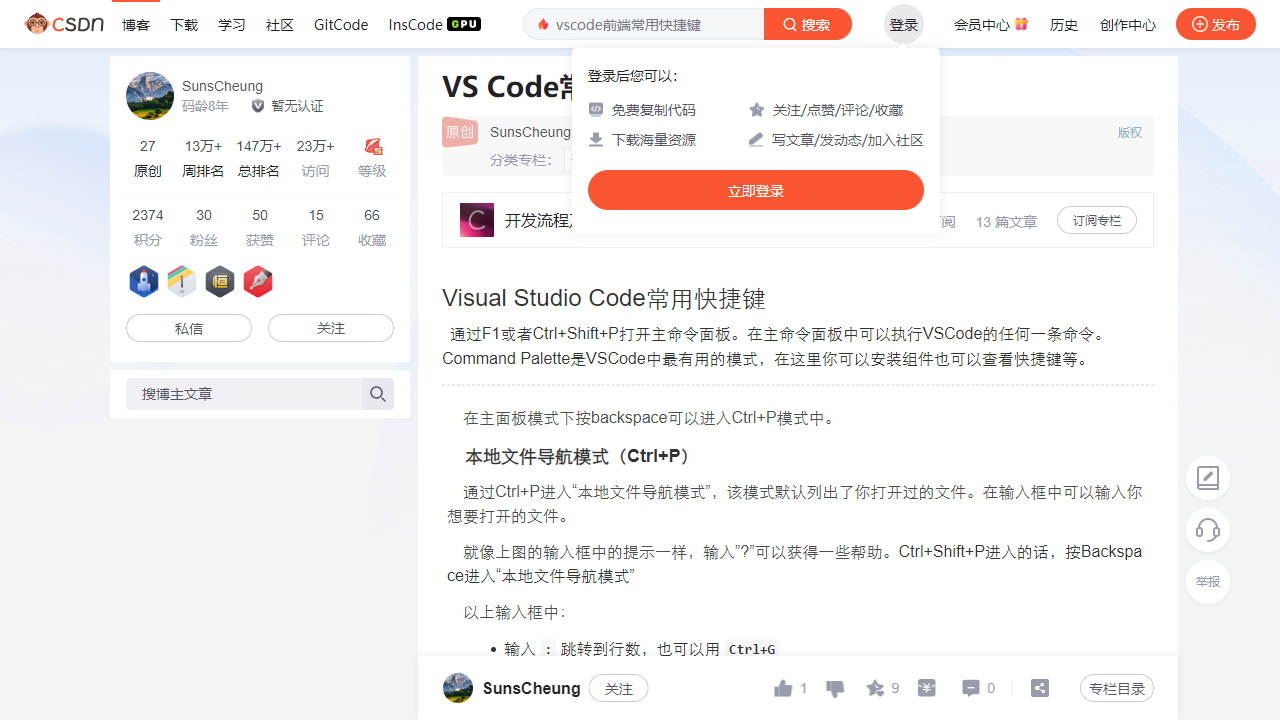 CSDN 博客 下载 学习 社区 GitCode InsCode GPU vscode前端常用快捷键 搜索 登录 会员中心 历史 创作中心 发布
登录后您可以：
免费复制代码 关注/点赞/评论/收藏
下载海量资源 写文章/发动态/加入社区
立即登录
SunsCheung
码龄8年 暂无认证
27 13万+ 147万+ 23万+
原创 周排名 总排名 访问 等级
2374 30 50 15 66
积分 粉丝 获赞 评论 收藏
私信 关注
搜博主文章
VS Code常
原创 SunsCheung 版权
分类专栏：
C 开发流程 阅 13 篇文章 订阅专栏
Visual Studio Code常用快捷键
通过F1或者Ctrl+Shift+P打开主命令面板。在主命令面板中可以执行VSCode的任何一条命令。
Command Palette是VSCode中最有用的模式，在这里你可以安装组件也可以查看快捷键等。
在主面板模式下按backspace可以进入Ctrl+P模式中。
本地文件导航模式（Ctrl+P）
通过Ctrl+P进入“本地文件导航模式”，该模式默认列出了你打开过的文件。在输入框中可以输入你
想要打开的文件。
就像上图的输入框中的提示一样，输入”?”可以获得一些帮助。Ctrl+Shift+P进入的话，按Backspa
ce进入“本地文件导航模式”
以上输入框中：
• 输入 : 跳转到行数，也可以用 Ctrl+G
SunsCheung 关注 1 9 0 专栏目录
举报